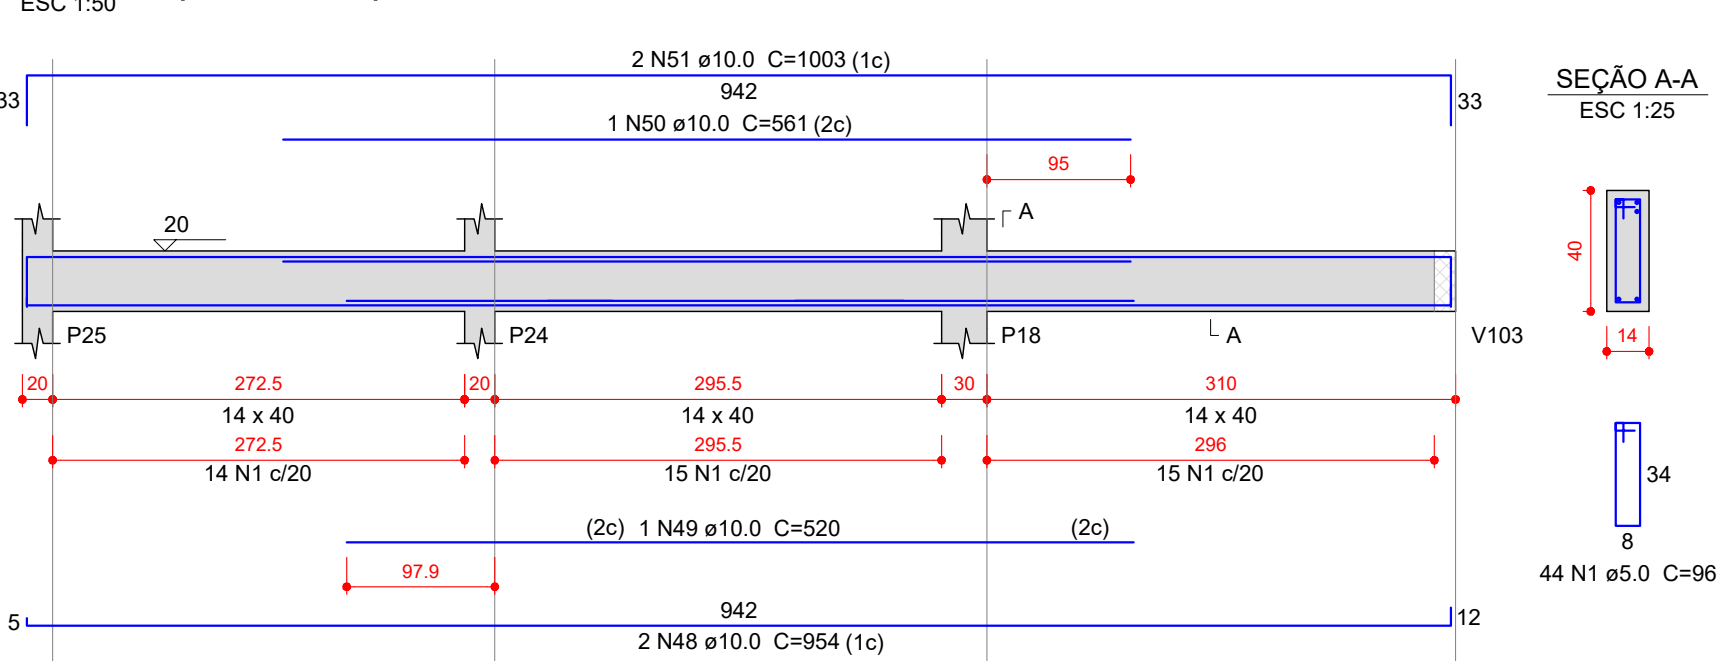 ESC 1:50
2 N51 ø10.0 C=1003 (1c)
33
942
33
1 N50 ø10.0 C=561 (2c)
95
A
20
P25
P24
P18
A
V103
20
272.5
20
295.5
30
310
14 x 40
14 x 40
14 x 40
272.5
295.5
296
14 N1 c/20
15 N1 c/20
15 N1 c/20
(2c) 1 N49 ø10.0 C=520 (2c)
97.9
5
942
12
2 N48 ø10.0 C=954 (1c)
SEÇÃO A-A
ESC 1:25
40
14
34
8
44 N1 ø5.0 C=96